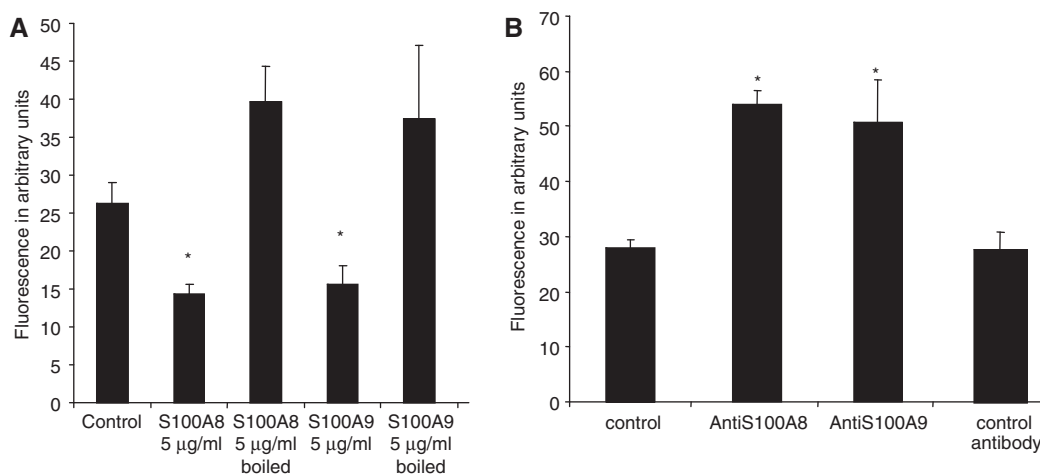 A
Fluorescence in arbitrary units
50
45
40
35
30
25
20
15
10
5
0
*
*
Control
S100A8
5 µg/ml
S100A8
5 µg/ml
boiled
S100A9
5 µg/ml
S100A9
5 µg/ml
boiled
B
Fluorescence in arbitrary units
70
60
50
40
30
20
10
0
*
*
control
AntiS100A8
AntiS100A9
control
antibody